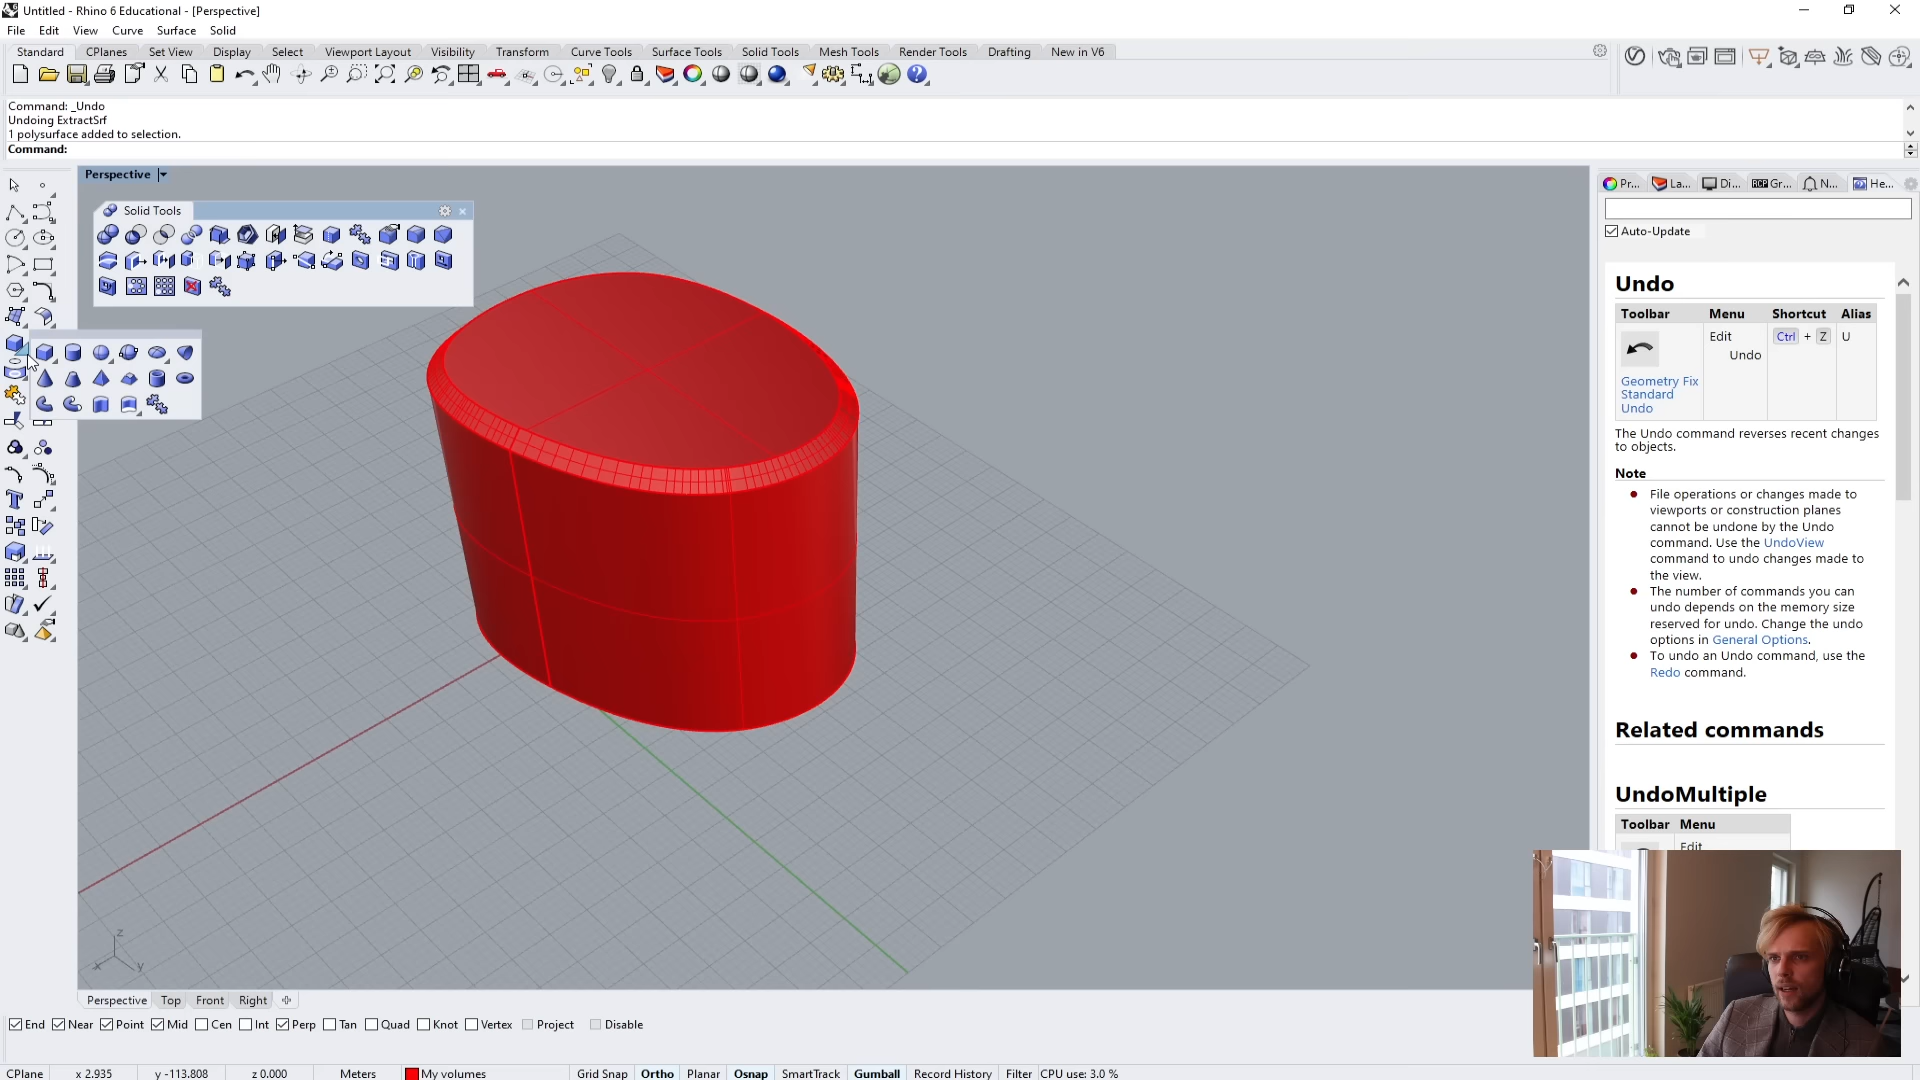 Untitled - Rhino 6 Educational - [Perspective]
File Edit View Curve Surface Solid
Standard CPlanes Set View Display Select Viewport Layout Visibility Transform Curve Tools Surface Tools Solid Tools Mesh Tools Render Tools Drafting New in V6
Command: _Undo
Undoing ExtractSrf
1 polysurface added to selection.
Command:
Perspective
Pr... La... Di... Gr... N... He...
Solid Tools
Auto-Update
Undo
Toolbar Menu Shortcut Alias
Edit Ctrl + Z U
Undo
Geometry Fix
Standard
Undo
The Undo command reverses recent changes
to objects.
Note
File operations or changes made to
viewports or construction planes
cannot be undone by the Undo
command. Use the UndoView
command to undo changes made to
the view.
The number of commands you can
undo depends on the memory size
reserved for undo. Change the undo
options in General Options.
To undo an Undo command, use the
Redo command.
Related commands
UndoMultiple
Toolbar Menu
Edit
z
x y
Perspective Top Front Right
End Near Point Mid Cen Int Perp Tan Quad Knot Vertex Project Disable
CPlane x 2.935 y -113.808 z 0.000 Meters My volumes Grid Snap Ortho Planar Osnap SmartTrack Gumball Record History Filter CPU use: 3.0 %